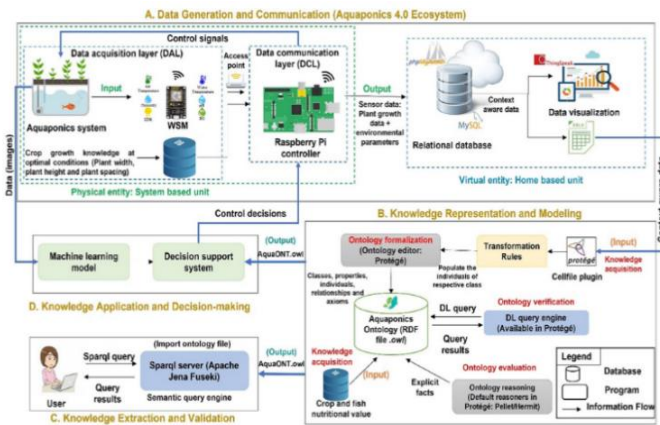 A. Data Generation and Communication (Aquaponics 4.0 Ecosystem)
Control signals
Data acquisition layer (DAL)
Access
point
Data communication
layer (DCL)
Input
Output
WSM
Aquaponics system
Raspberry Pi
controller
Crop growth knowledge at
optimal conditions (Plant width,
plant height and plant spacing)
Physical entity: System based unit
Sensor data:
Plant growth
data +
environmental
parameters
phpMyAdmin
MySQL
Relational database
Context
aware data
ThingSpeak
Data visualization
Virtual entity: Home based unit
Data (images)
Control decisions
B. Knowledge Representation and Modeling
Machine learning
model
Decision support
system
(Output)
AquaONT.owl
D. Knowledge Application and Decision-making
Ontology formalization
(Ontology editor:
Protégé)
Populate the
individuals of
respective class
Transformation
Rules
protégé
Cellfile plugin
(Input)
Knowledge
acquisition
Classes, properties,
individuals,
relationships and
axioms
Aquaponics
Ontology (RDF
file .owl)
DL query
Query
results
Ontology verification
DL query engine
(Available in Protégé)
(Import ontology file)
Sparql query
Query
results
User
Sparql server (Apache
Jena Fuseki)
Semantic query engine
C. Knowledge Extraction and Validation
(Output)
AquaONT.owl
Knowledge
acquisition
(Input)
Crop and fish
nutritional value
Explicit
facts
Ontology evaluation
Ontology reasoning
(Default reasoners in
Protégé: Pellet/Hermit)
Legend
Database
Program
Information Flow